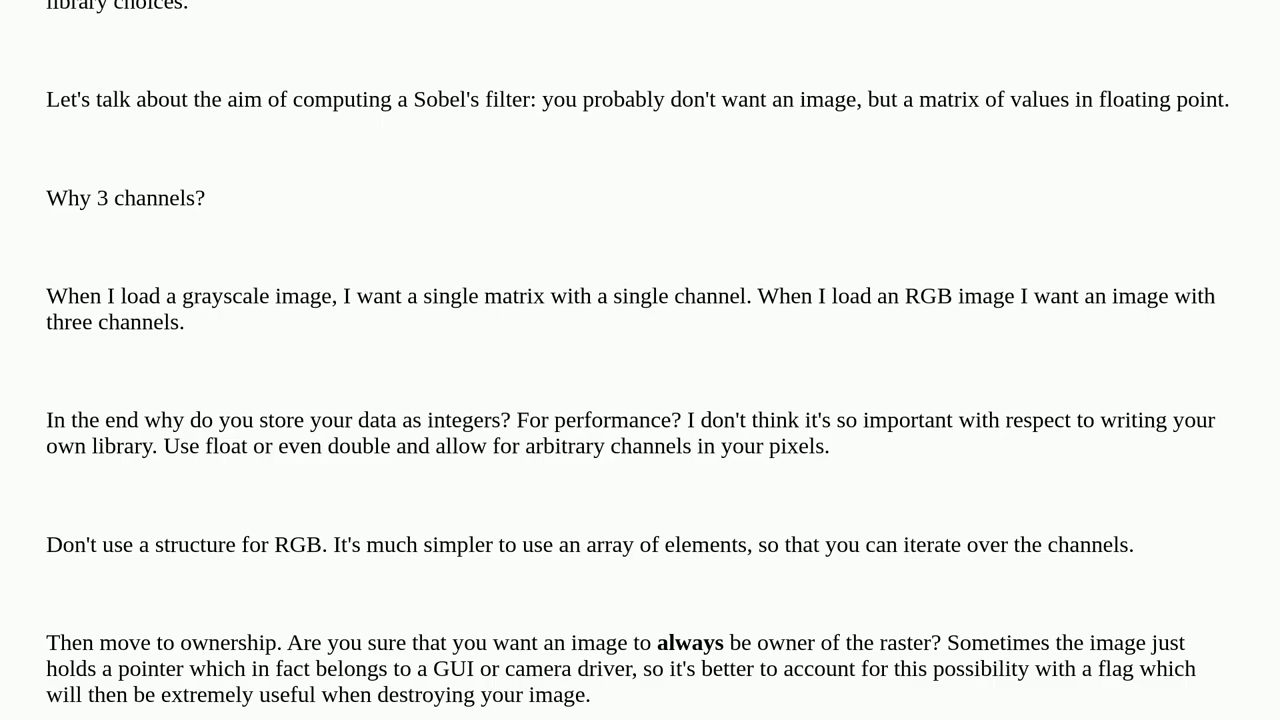 library choices.
Let's talk about the aim of computing a Sobel's filter: you probably don't want an image, but a matrix of values in floating point.
Why 3 channels?
When I load a grayscale image, I want a single matrix with a single channel. When I load an RGB image I want an image with
three channels.
In the end why do you store your data as integers? For performance? I don't think it's so important with respect to writing your
own library. Use float or even double and allow for arbitrary channels in your pixels.
Don't use a structure for RGB. It's much simpler to use an array of elements, so that you can iterate over the channels.
Then move to ownership. Are you sure that you want an image to always be owner of the raster? Sometimes the image just
holds a pointer which in fact belongs to a GUI or camera driver, so it's better to account for this possibility with a flag which
will then be extremely useful when destroying your image.